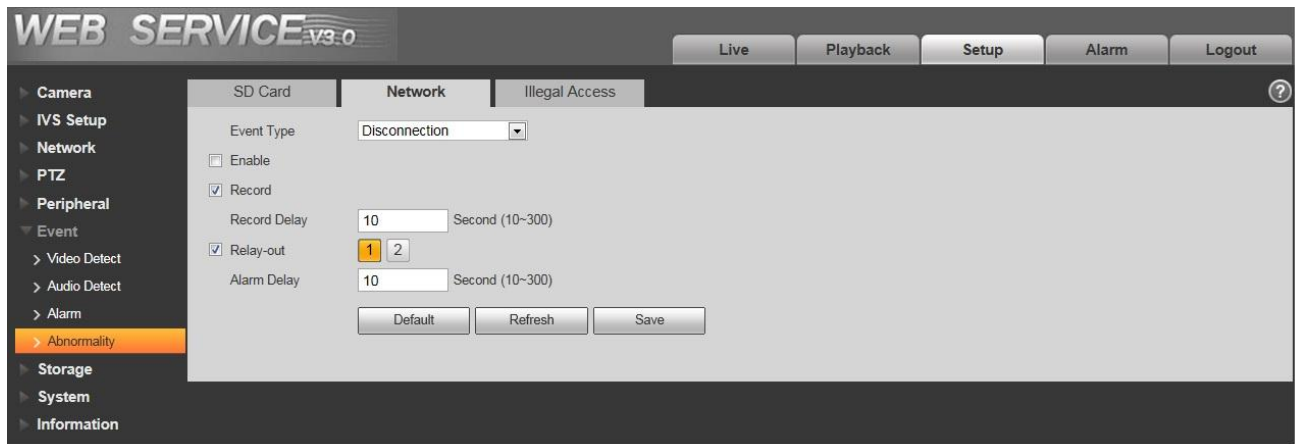 WEB SERVICE V3.0
Live Playback Setup Alarm Logout
Camera
IVS Setup
Network
PTZ
Peripheral
Event
Video Detect
Audio Detect
Alarm
Abnormality
Storage
System
Information
SD Card Network Illegal Access
?
Event Type Disconnection
Enable
Record
Record Delay 10 Second (10~300)
Relay-out 1 2
Alarm Delay 10 Second (10~300)
Default Refresh Save